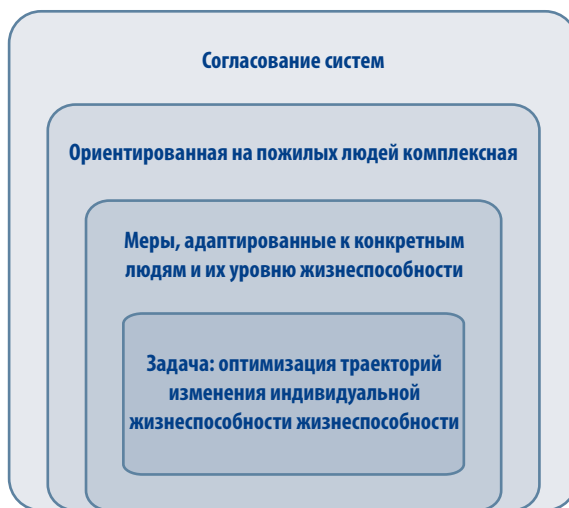 Согласование систем
Ориентированная на пожилых людей комплексная
Меры, адаптированные к конкретным
людям и их уровню жизнеспособности
Задача: оптимизация траекторий
изменения индивидуальной
жизнеспособности жизнеспособности